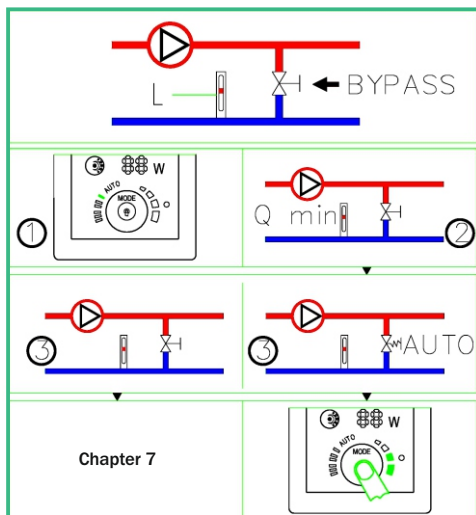 L
BYPASS
W
AUTO
MODE
1
Q min
2
3
3
AUTO
Chapter 7
W
AUTO
MODE